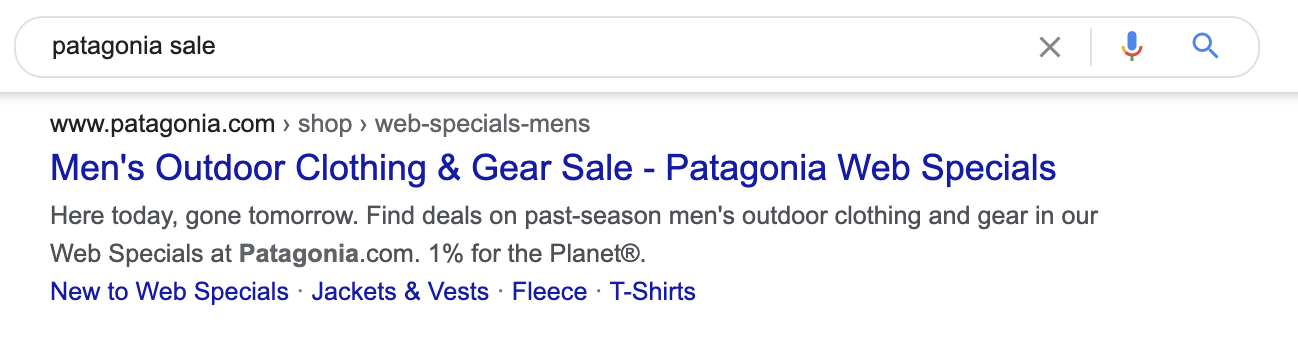 patagonia sale
www.patagonia.com › shop › web-specials-mens
Men's Outdoor Clothing & Gear Sale - Patagonia Web Specials
Here today, gone tomorrow. Find deals on past-season men's outdoor clothing and gear in our
Web Specials at Patagonia.com. 1% for the Planet®.
New to Web Specials · Jackets & Vests · Fleece · T-Shirts